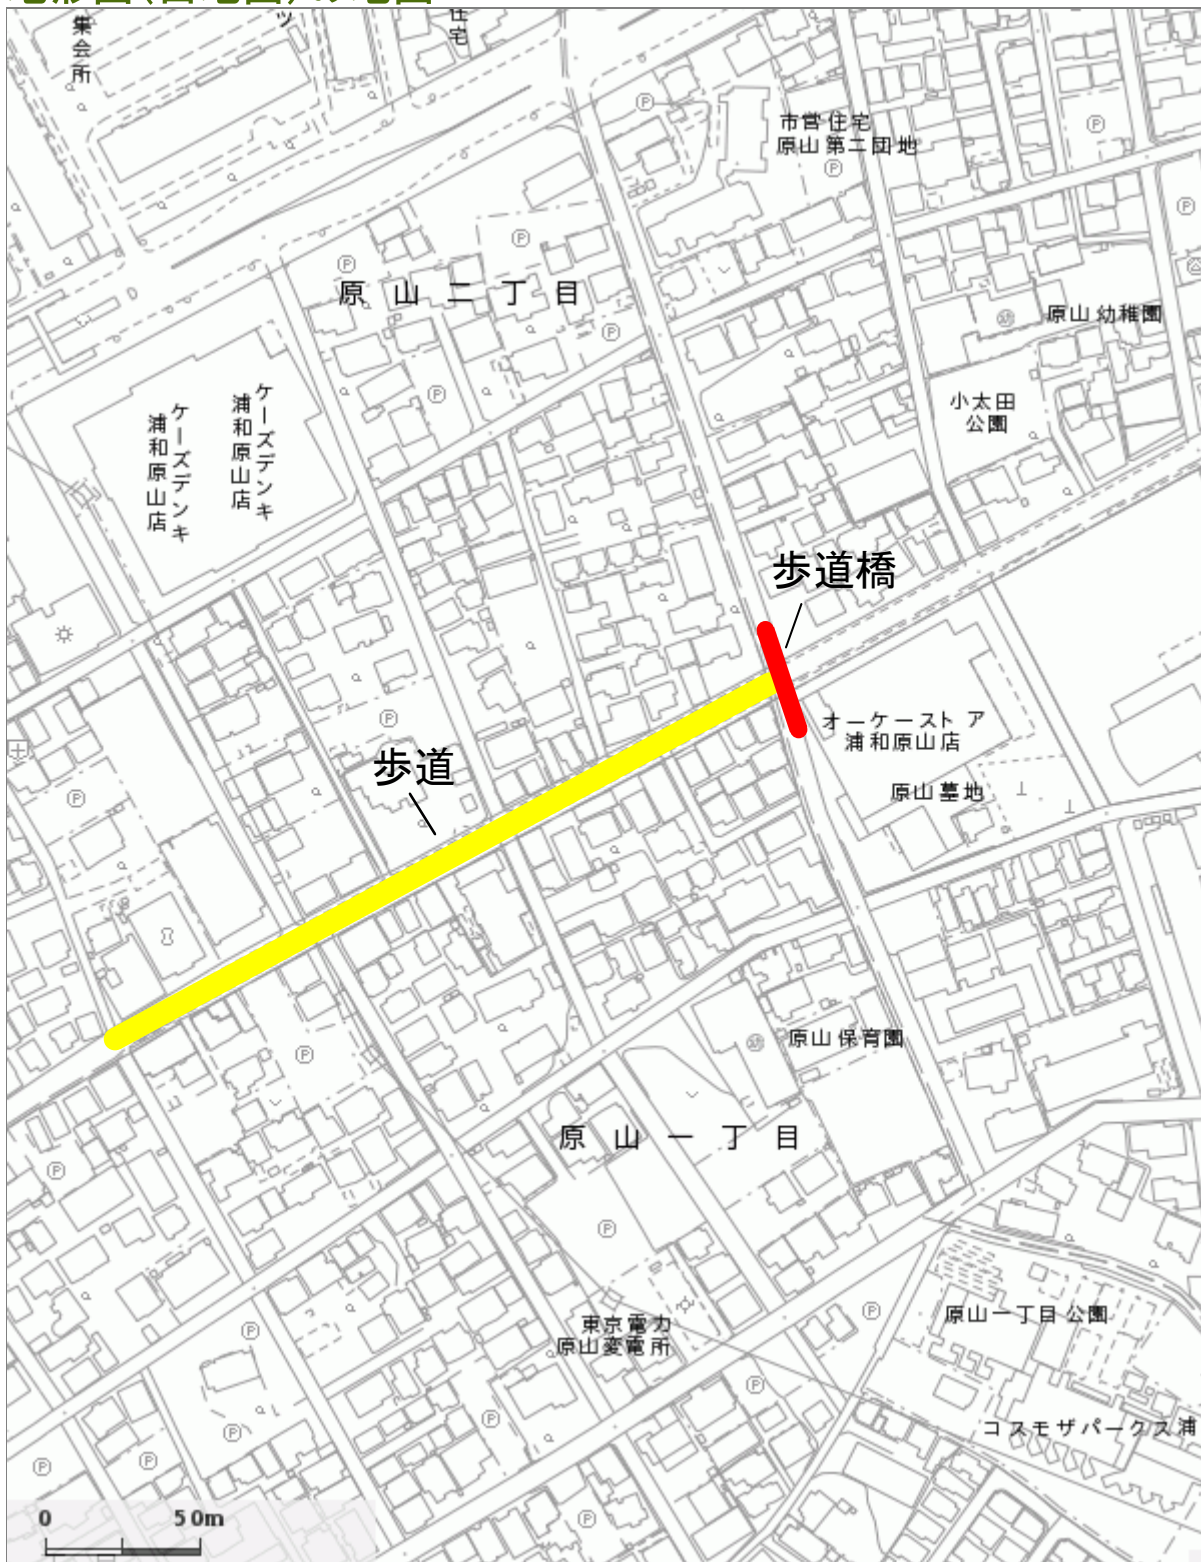 集会所
ツ
住宅
市営住宅
原山第二団地
原山二丁目
原山幼稚園
小太田
公園
ケーズデンキ
浦和原山店
ケーズデンキ
浦和原山店
歩道橋
オーケーストア
浦和原山店
歩道
原山墓地
原山保育園
原山一丁目
原山一丁目公園
東京電力
原山変電所
コスモザパークス浦
0 50m